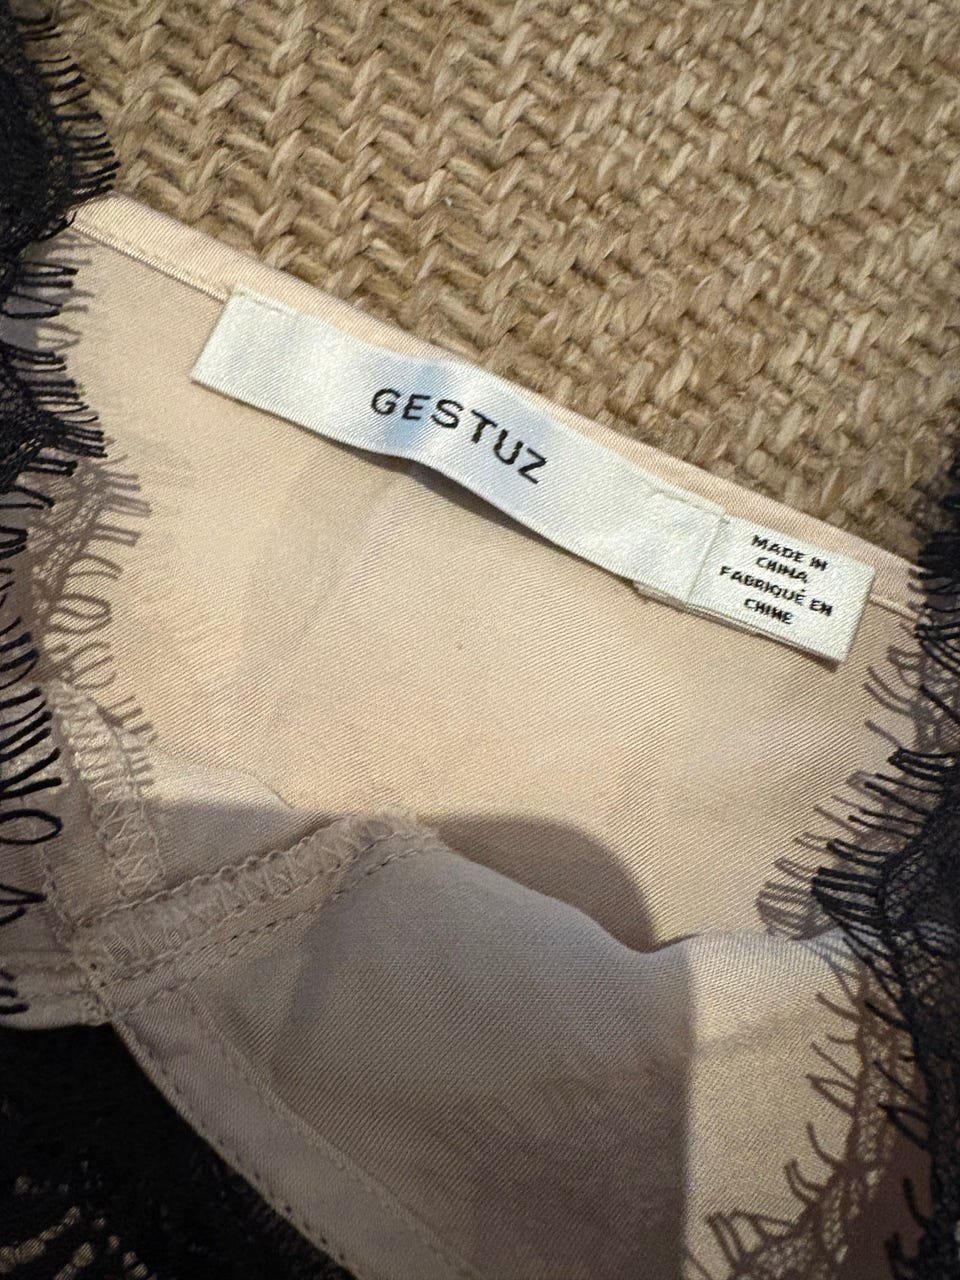 GESTUZ
MADE IN
CHINA
FABRIQUÉ EN
CHINE